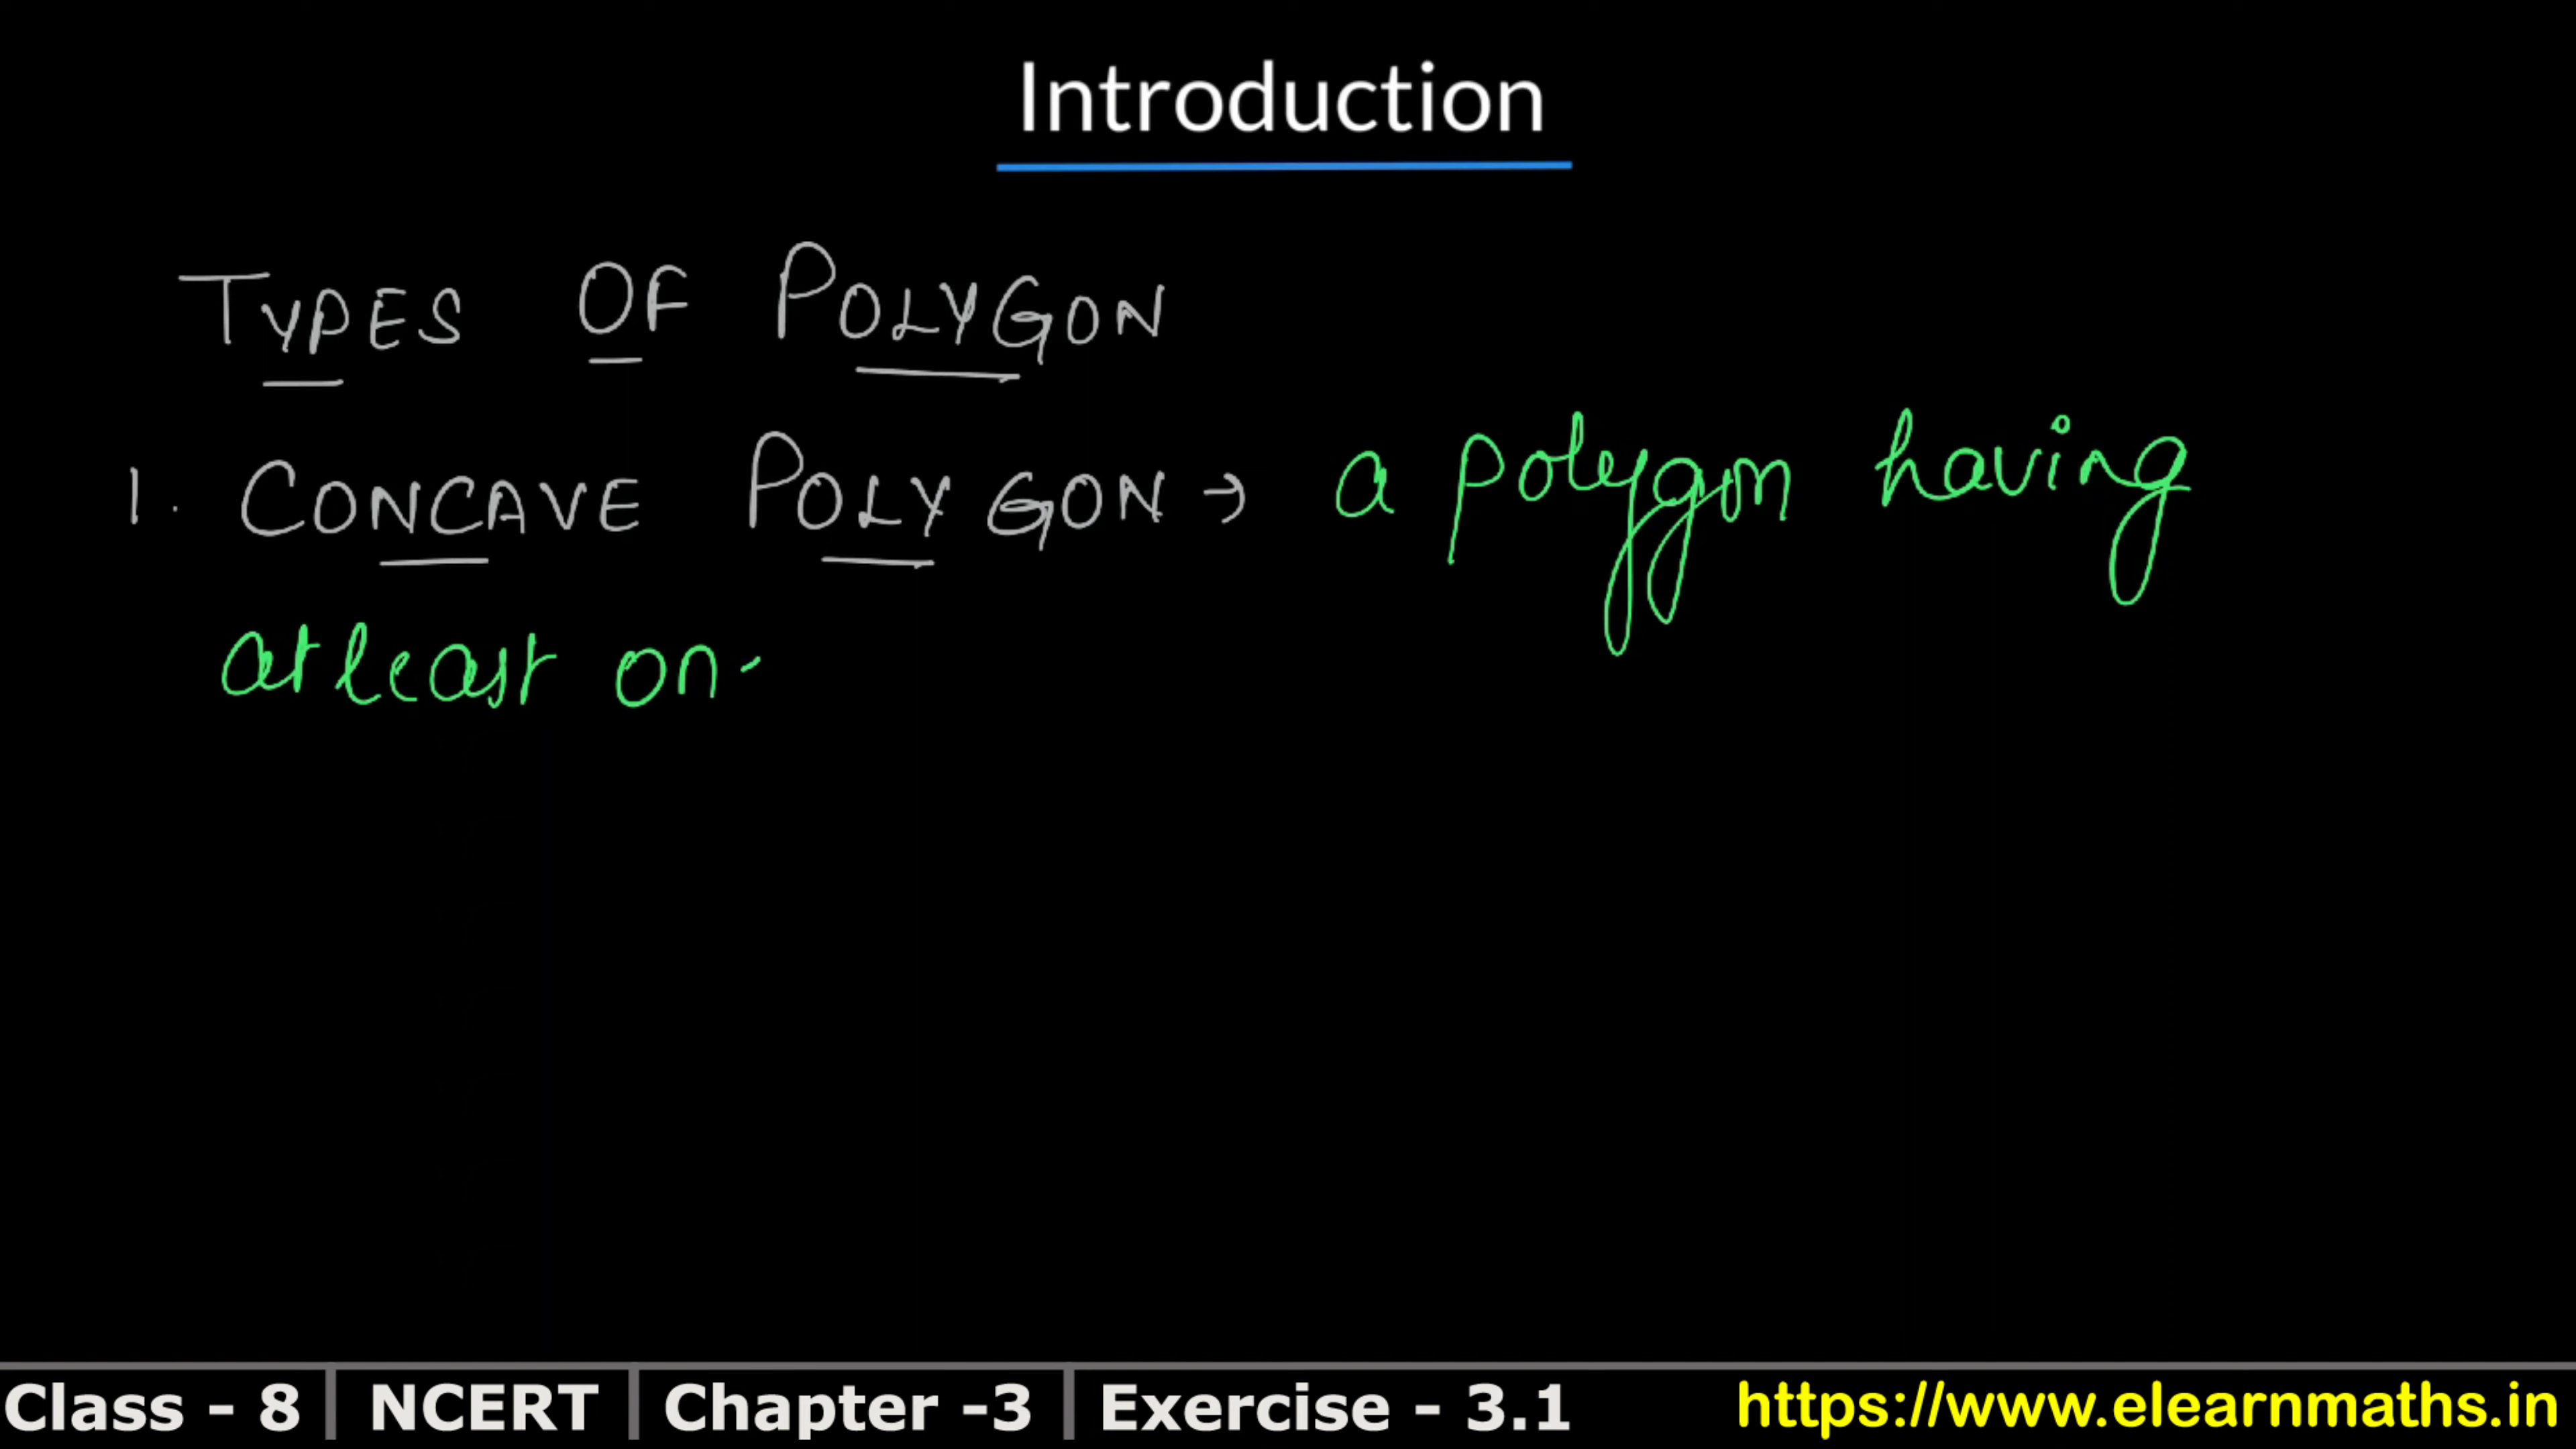 Introduction
TYPES OF POLYGON
1. CONCAVE POLYGON → a polygon having
atleast on
Class - 8 | NCERT | Chapter -3 | Exercise - 3.1 https://www.elearnmaths.in